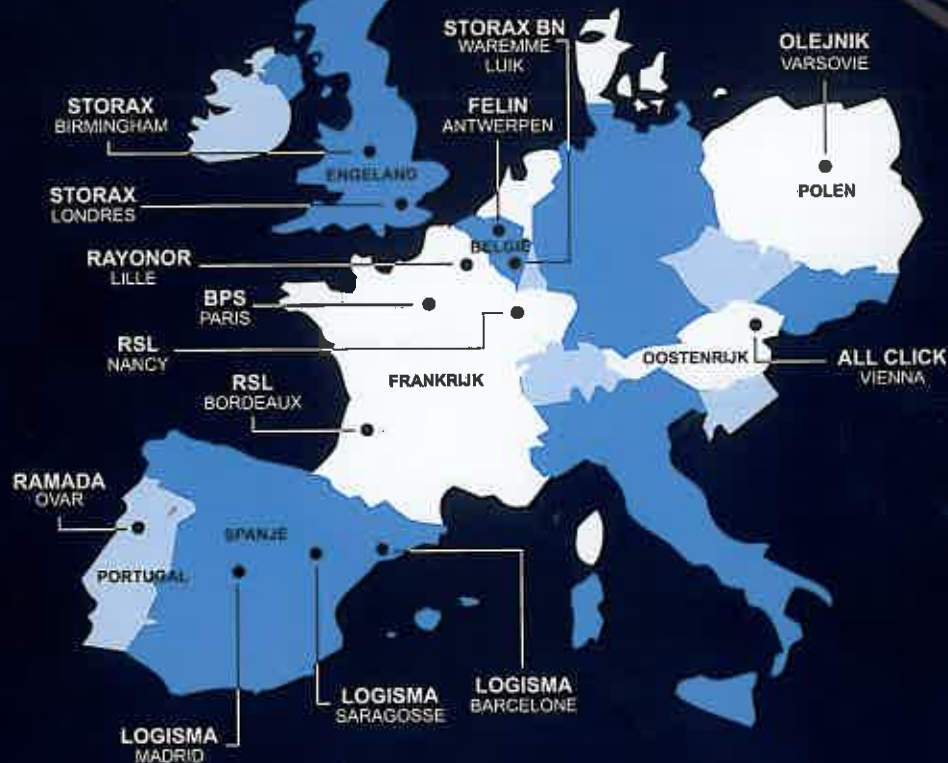 STORAX BN
WAREMME
LUIK
OLEJNIK
VARSOVIE
STORAX
BIRMINGHAM
FELIN
ANTWERPEN
ENGELAND
POLEN
STORAX
LONDRES
BELGIË
RAYONOR
LILLE
BPS
PARIS
RSL
NANCY
OOSTENRIJK
ALL CLICK
VIENNA
FRANKRIJK
RSL
BORDEAUX
RAMADA
OVAR
SPANJE
PORTUGAL
LOGISMA
BARCELONE
LOGISMA
SARAGOSSE
LOGISMA
MADRID